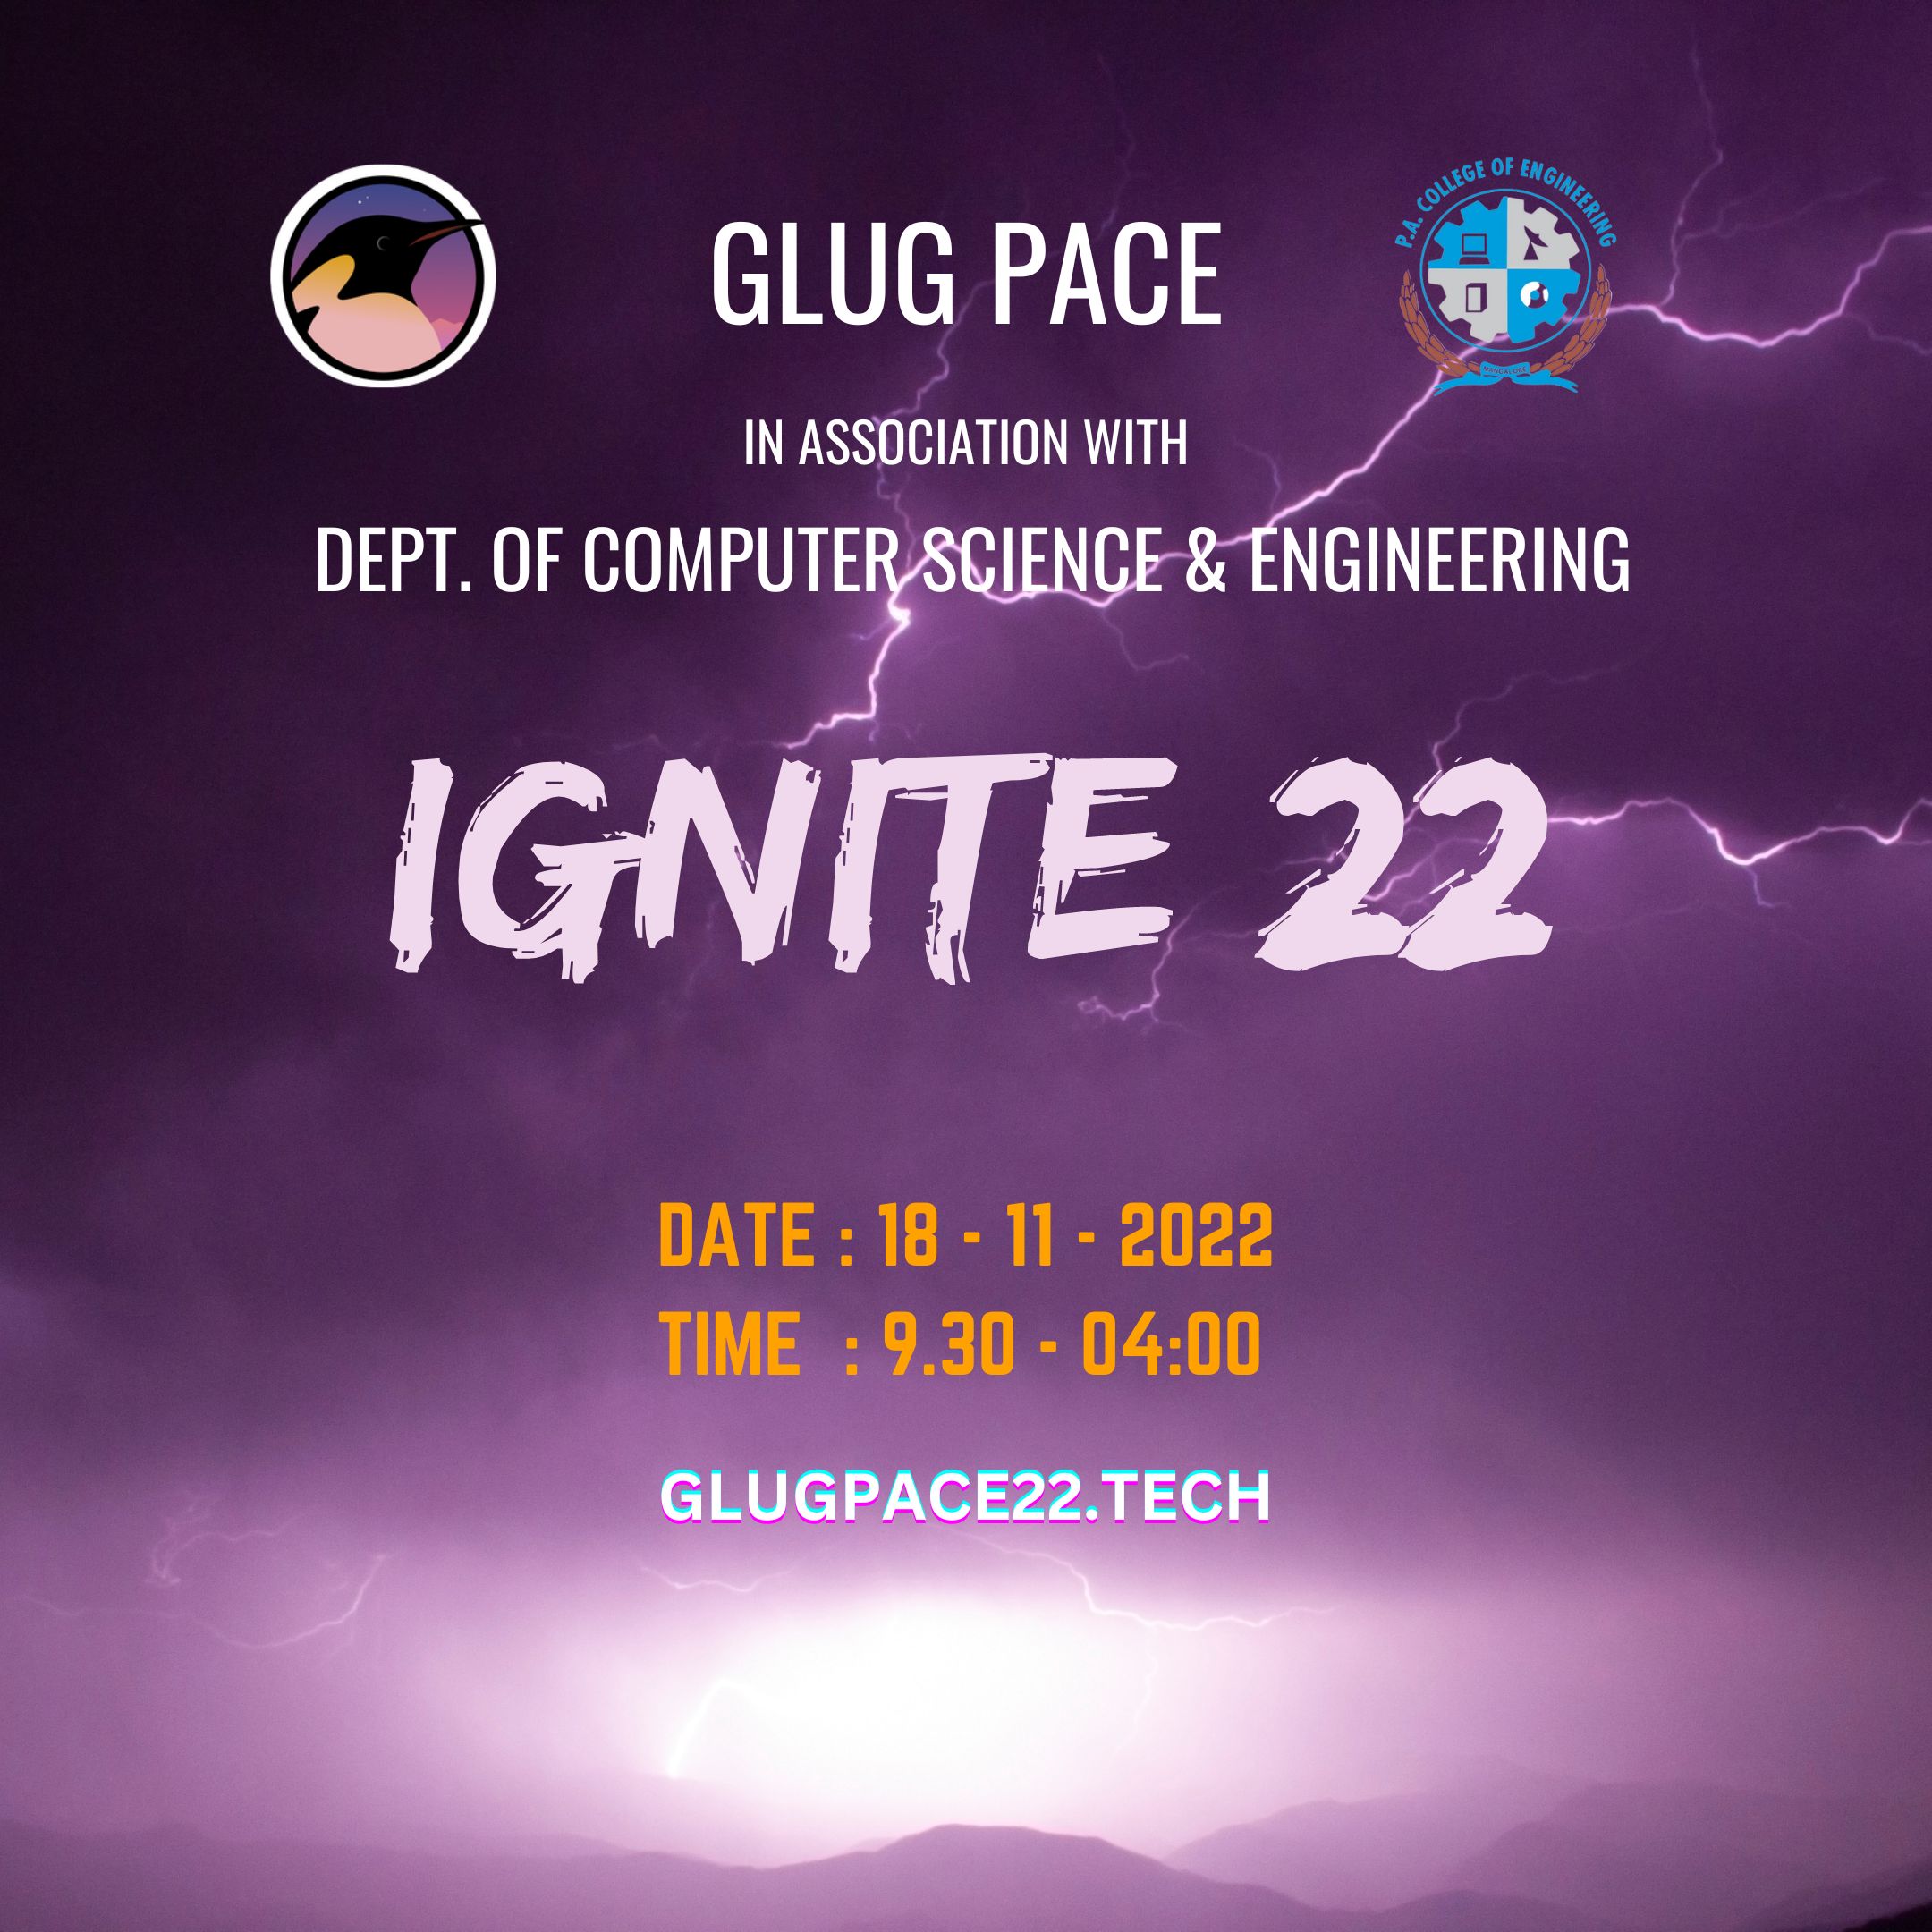 P.A. COLLEGE OF ENGINEERING
GLUG PACE
MANGALORE
IN ASSOCIATION WITH
DEPT. OF COMPUTER SCIENCE & ENGINEERING
IGNITE 22
DATE : 18 - 11 - 2022
TIME : 9.30 - 04:00
GLUGPACE22.TECH